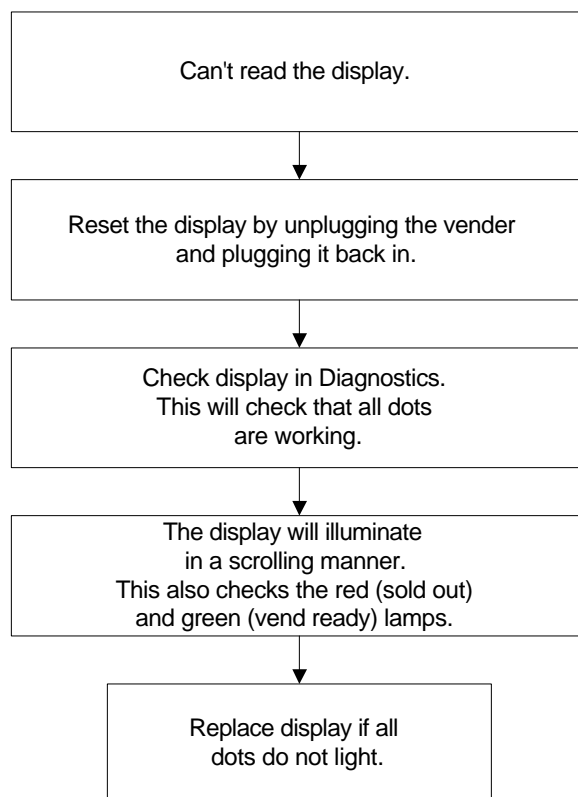 Can't read the display.
Reset the display by unplugging the vender
and plugging it back in.
Check display in Diagnostics.
This will check that all dots
are working.
The display will illuminate
in a scrolling manner.
This also checks the red (sold out)
and green (vend ready) lamps.
Replace display if all
dots do not light.